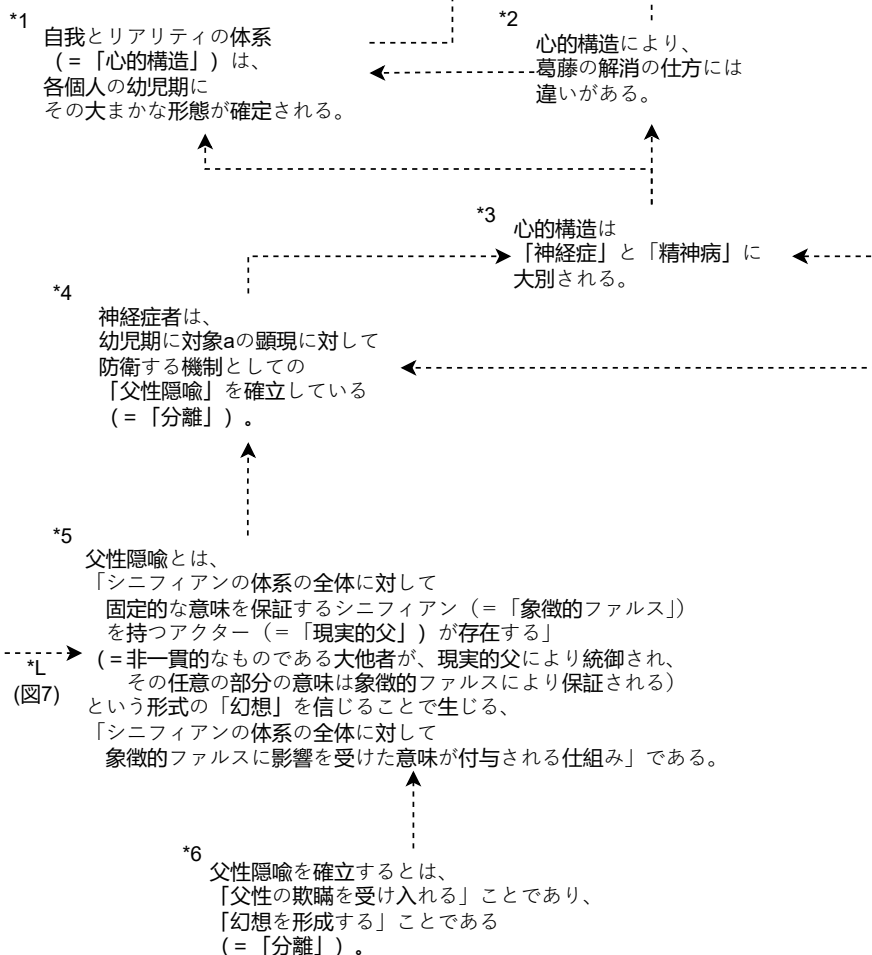 *1
自我とリアリティの体系
(=「心的構造」)は、
各個人の幼児期に
その大まかな形態が確定される。
*2
心的構造により、
葛藤の解消の仕方には
違いがある。
*3
心的構造は
「神経症」と「精神病」に
大別される。
*4
神経症者は、
幼児期に対象aの顕現に対して
防衛する機制としての
「父性隠喩」を確立している
(=「分離」)。
*5
父性隠喩とは、
「シニフィアンの体系の全体に対して
固定的な意味を保証するシニフィアン(=「象徴的ファルス」)
を持つアクター(=「現実的父」)が存在する」
(=非一貫的なものである大他者が、現実的父により統御され、
その任意の部分の意味は象徴的ファルスにより保証される)
という形式の「幻想」を信じることで生じる、
「シニフィアンの体系の全体に対して
象徴的ファルスに影響を受けた意味が付与される仕組み」である。
*L
(図7)
*6
父性隠喩を確立するとは、
「父性の欺瞞を受け入れる」ことであり、
「幻想を形成する」ことである
(=「分離」)。